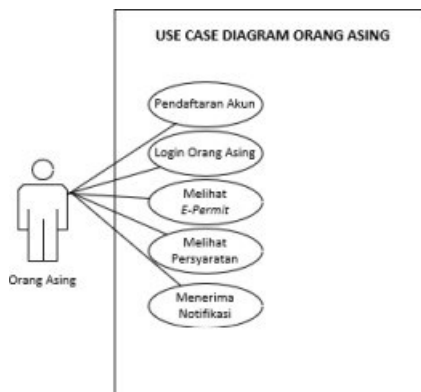 USE CASE DIAGRAM ORANG ASING
Pendaftaran Akun
Login Orang Asing
Melihat
E-Permit
Melihat
Persyaratan
Menerima
Notifikasi
Orang Asing